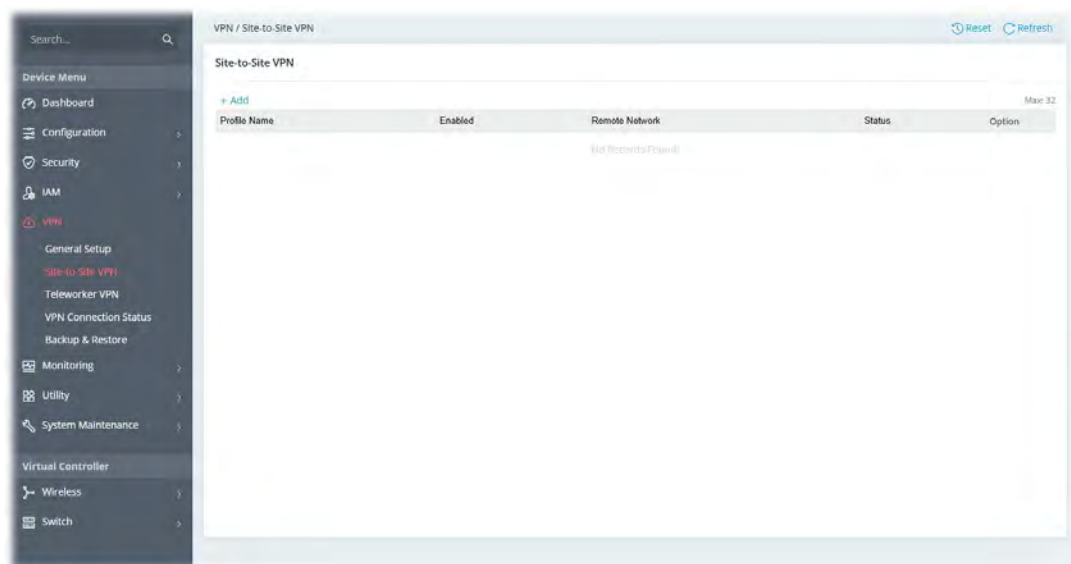 Search...
Device Menu
Dashboard
Configuration
Security
IAM
VPN
General Setup
Site-to-Site VPN
Teleworker VPN
VPN Connection Status
Backup & Restore
Monitoring
Utility
System Maintenance
Virtual Controller
Wireless
Switch
VPN / Site-to-Site VPN
Reset Refresh
Site-to-Site VPN
+ Add
Max: 32
Profile Name Enabled Remote Network Status Option
No Records Found!